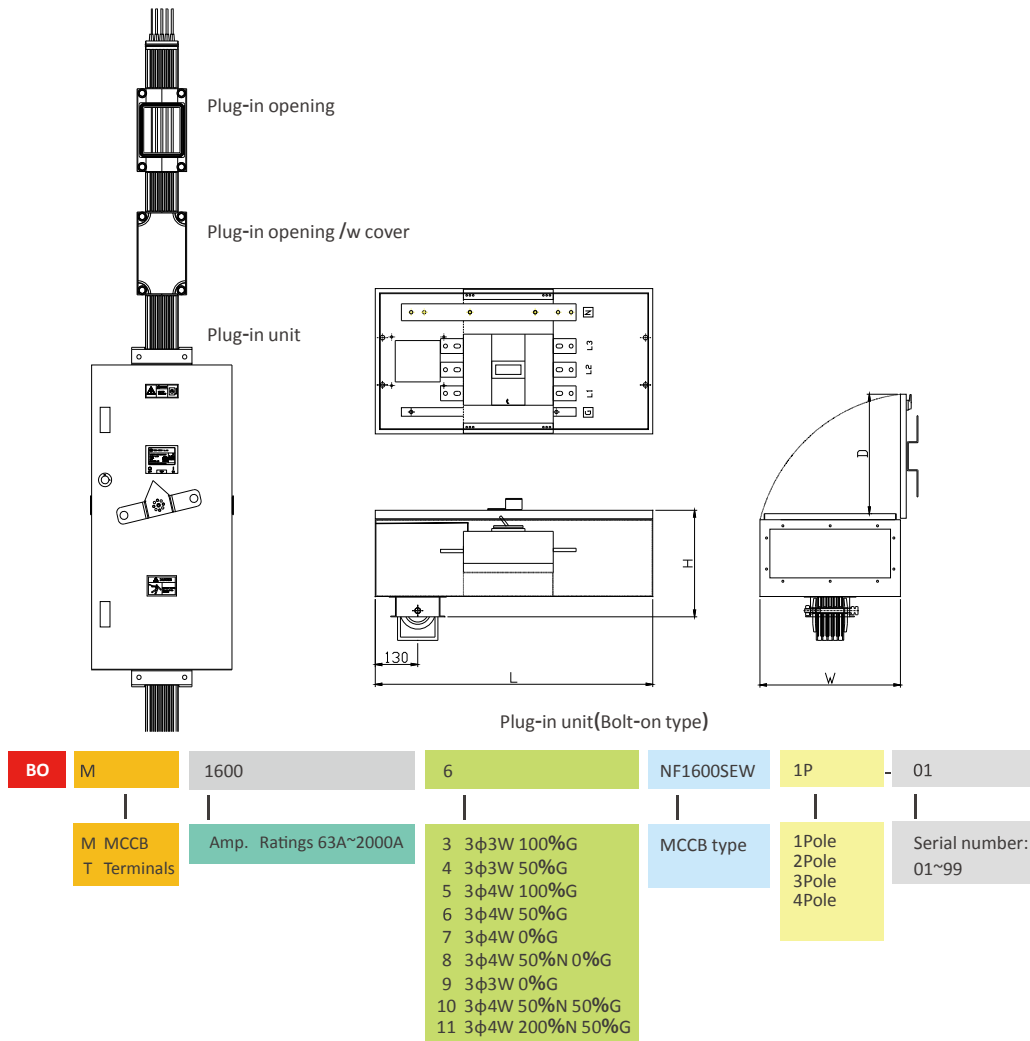 Plug-in opening
Plug-in opening /w cover
Plug-in unit
N
L3
L2
L1
G
D
H
130
L
W
Plug-in unit(Bolt-on type)
BO M 1600 6 NF1600SEW 1P - 01
M MCCB
T Terminals
Amp. Ratings 63A~2000A
3 3ϕ3W 100%G
4 3ϕ3W 50%G
5 3ϕ4W 100%G
6 3ϕ4W 50%G
7 3ϕ4W 0%G
8 3ϕ4W 50%N 0%G
9 3ϕ3W 0%G
10 3ϕ4W 50%N 50%G
11 3ϕ4W 200%N 50%G
MCCB type
1Pole
2Pole
3Pole
4Pole
Serial number:
01~99